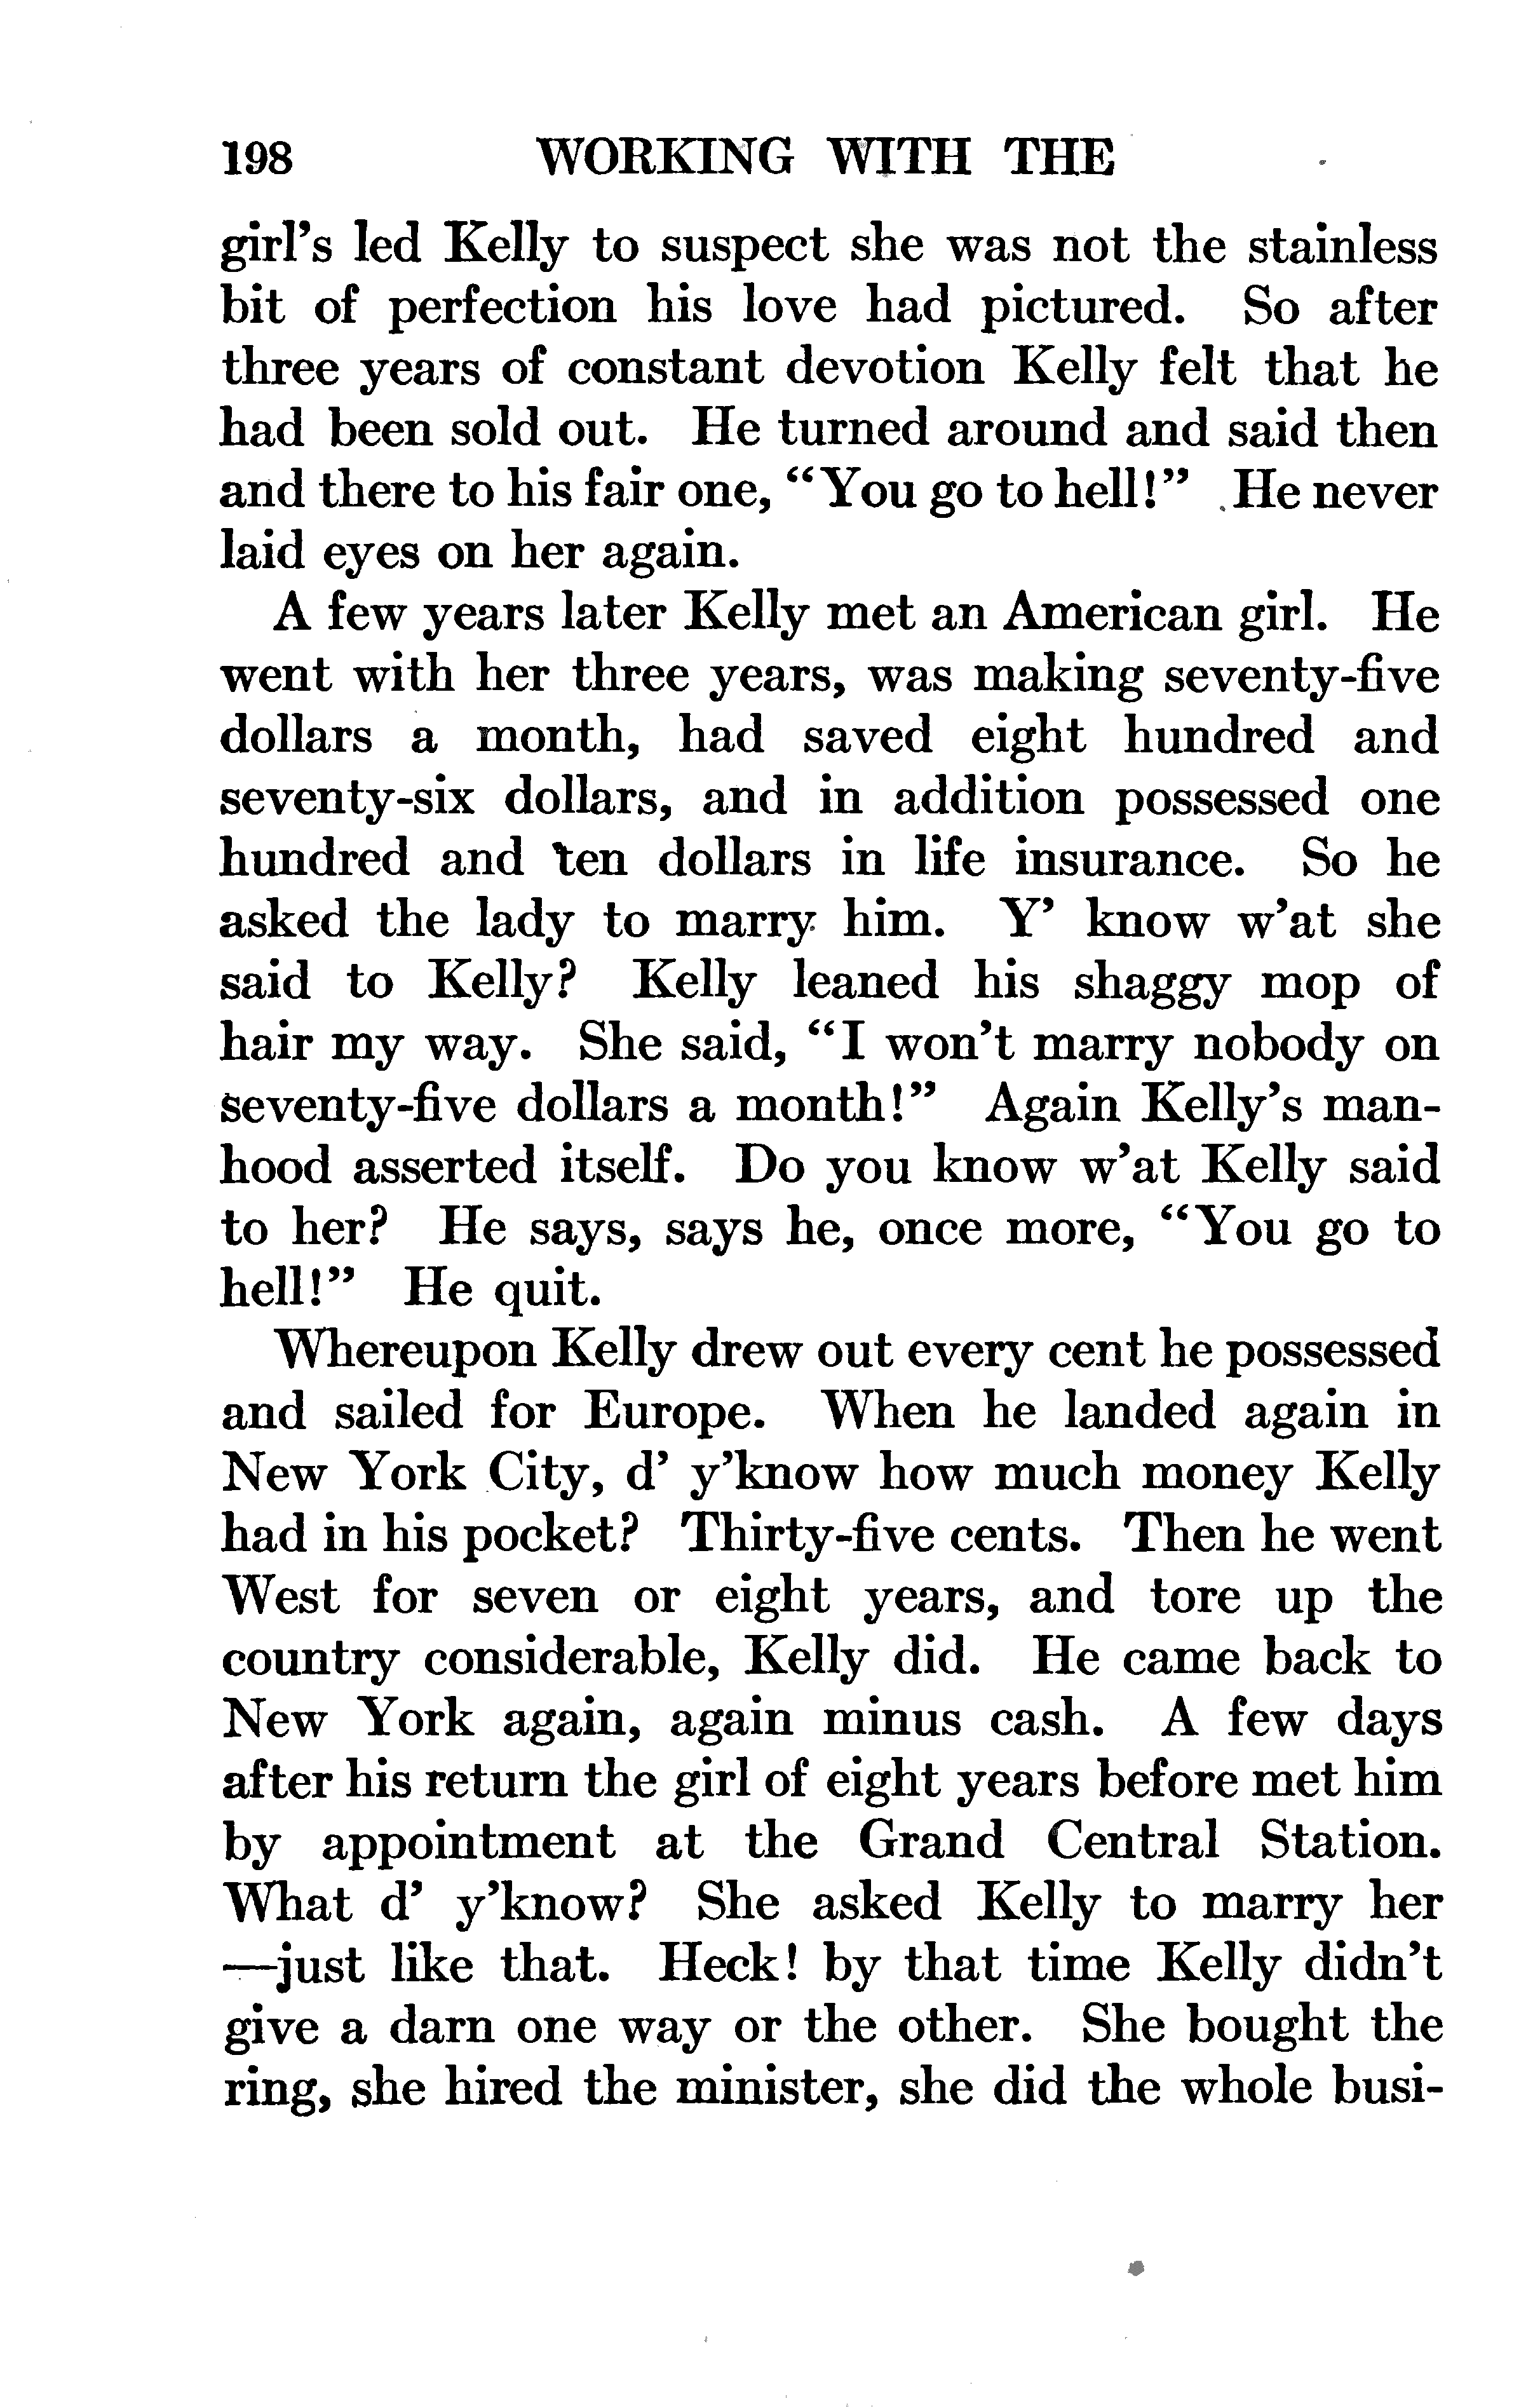 198 WORKING WITH THE
girl's led Kelly to suspect she was not the stainless
bit of perfection his love had pictured. So after
three years of constant devotion Kelly felt that he
had been sold out. He turned around and said then
and there to his fair one, "You go to hell!" He never
laid eyes on her again.
A few years later Kelly met an American girl. He
went with her three years, was making seventy-five
dollars a month, had saved eight hundred and
seventy-six dollars, and in addition possessed one
hundred and ten dollars in life insurance. So he
asked the lady to marry him. Y' know w'at she
said to Kelly? Kelly leaned his shaggy mop of
hair my way. She said, "I won't marry nobody on
seventy-five dollars a month!" Again Kelly's man-
hood asserted itself. Do you know w'at Kelly said
to her? He says, says he, once more, "You go to
hell!" He quit.
Whereupon Kelly drew out every cent he possessed
and sailed for Europe. When he landed again in
New York City, d' y'know how much money Kelly
had in his pocket? Thirty-five cents. Then he went
West for seven or eight years, and tore up the
country considerable, Kelly did. He came back to
New York again, again minus cash. A few days
after his return the girl of eight years before met him
by appointment at the Grand Central Station.
What d' y'know? She asked Kelly to marry her
—just like that. Heck! by that time Kelly didn't
give a darn one way or the other. She bought the
ring, she hired the minister, she did the whole busi-